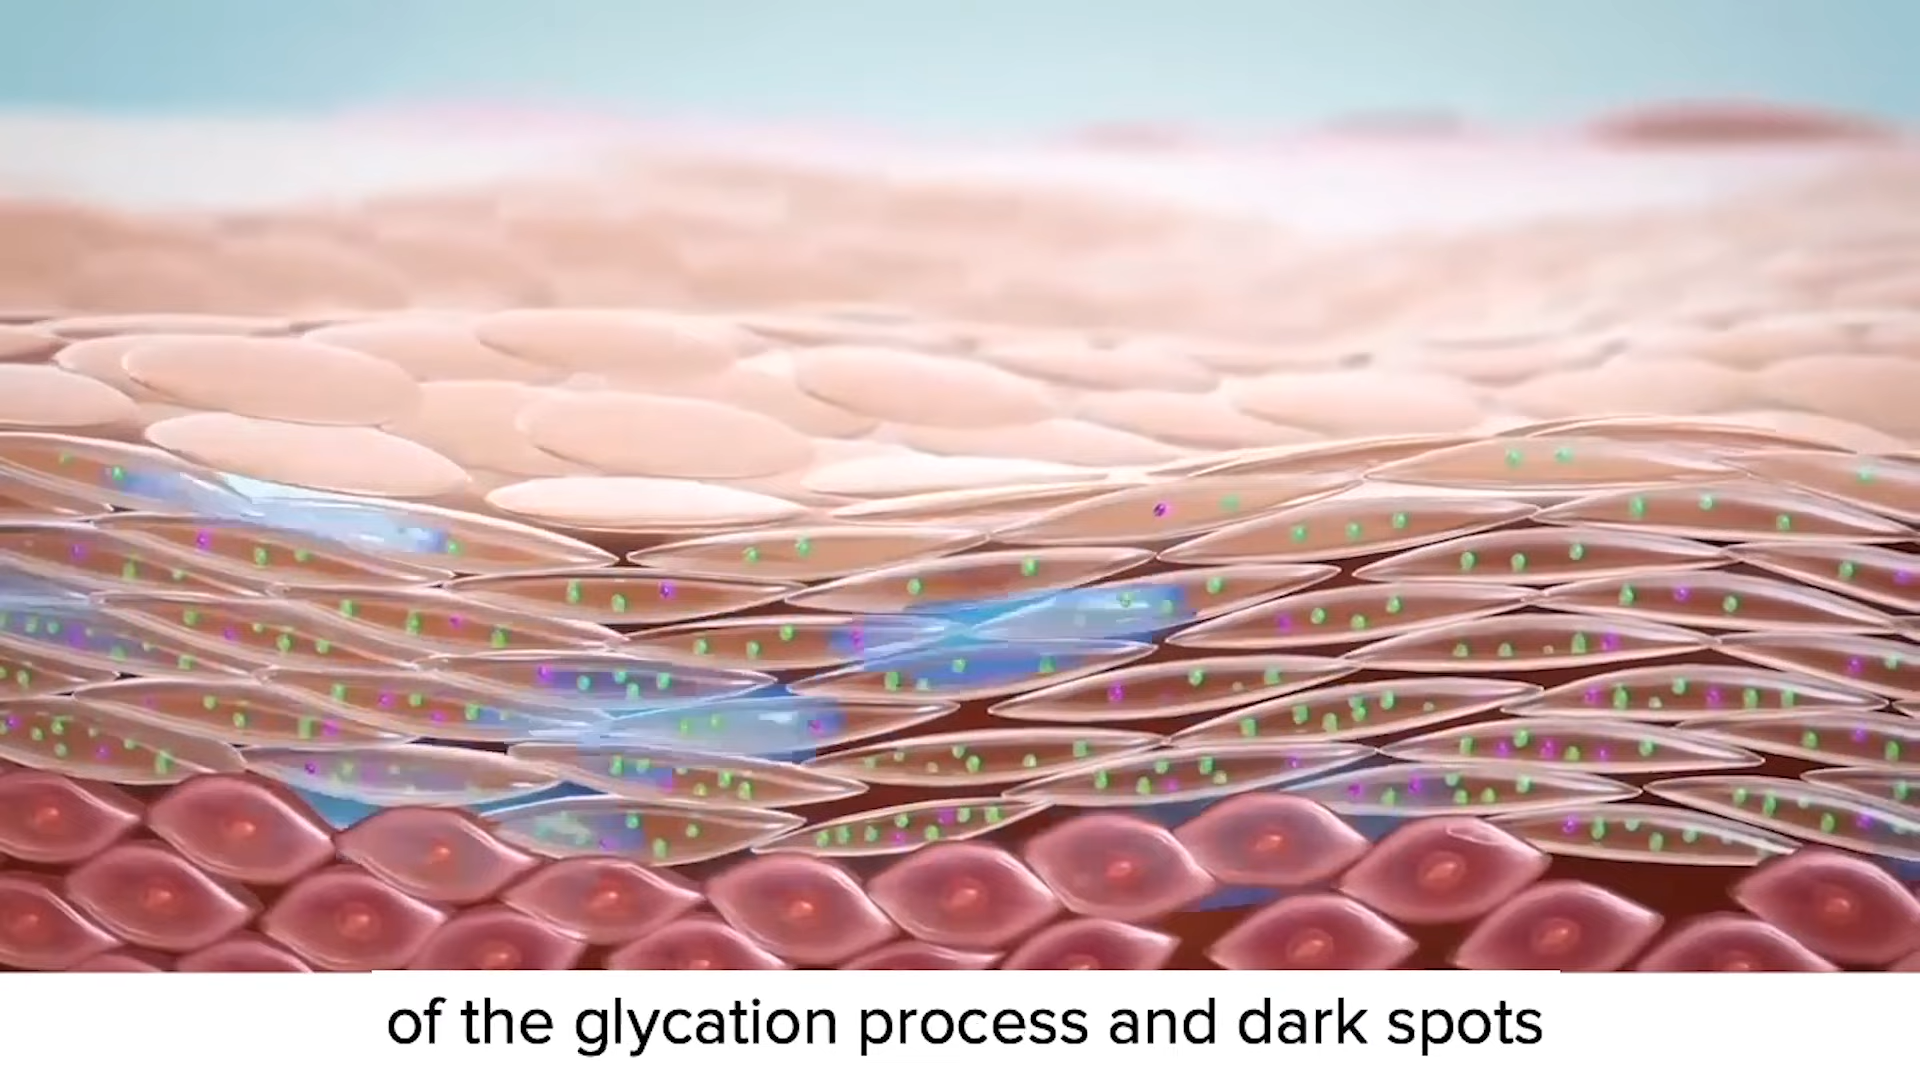 of the glycation process and dark spots